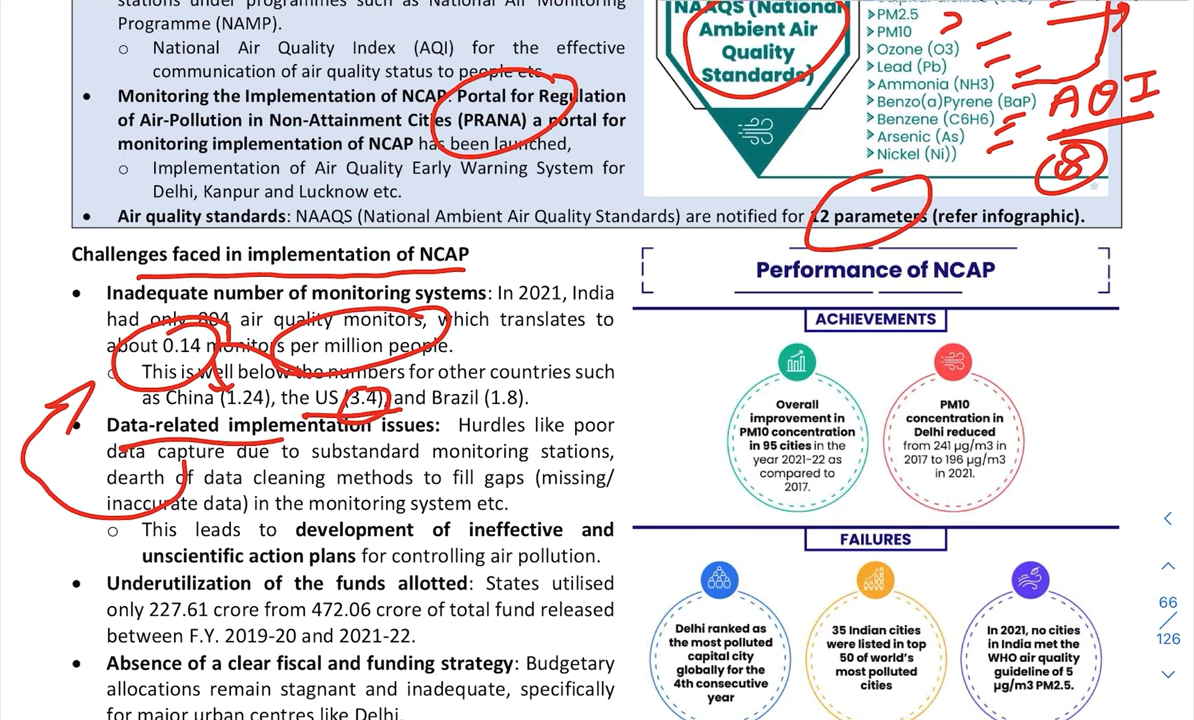 stations under programmes such as National Air Monitoring
Programme (NAMP).
o National Air Quality Index (AQI) for the effective
communication of air quality status to people etc.
• Monitoring the Implementation of NCAP: Portal for Regulation
of Air-Pollution in Non-Attainment Cities (PRANA) a portal for
monitoring implementation of NCAP has been launched,
o Implementation of Air Quality Early Warning System for
Delhi, Kanpur and Lucknow etc.
• Air quality standards: NAAQS (National Ambient Air Quality Standards) are notified for 12 parameters (refer infographic).
NAAQS (National
Ambient Air
Quality
Standards)
➤PM2.5
➤PM10
➤Ozone (O3)
➤Lead (Pb)
➤Ammonia (NH3)
➤Benzo(a)Pyrene (BaP)
➤Benzene (C6H6)
➤Arsenic (As)
➤Nickel (Ni))
AQI
8
Challenges faced in implementation of NCAP
• Inadequate number of monitoring systems: In 2021, India
had only 804 air quality monitors, which translates to
about 0.14 monitors per million people.
o This is well below the numbers for other countries such
as China (1.24), the US (3.4), and Brazil (1.8).
• Data-related implementation issues: Hurdles like poor
data capture due to substandard monitoring stations,
dearth of data cleaning methods to fill gaps (missing/
inaccurate data) in the monitoring system etc.
o This leads to development of ineffective and
unscientific action plans for controlling air pollution.
• Underutilization of the funds allotted: States utilised
only 227.61 crore from 472.06 crore of total fund released
between F.Y. 2019-20 and 2021-22.
• Absence of a clear fiscal and funding strategy: Budgetary
allocations remain stagnant and inadequate, specifically
for major urban centres like Delhi.
Performance of NCAP
ACHIEVEMENTS
Overall
improvement in
PM10 concentration
in 95 cities in the
year 2021-22 as
compared to
2017.
PM10
concentration in
Delhi reduced
from 241 µg/m3 in
2017 to 196 µg/m3
in 2021.
FAILURES
Delhi ranked as
the most polluted
capital city
globally for the
4th consecutive
year
35 Indian cities
were listed in top
50 of world's
most polluted
cities
In 2021, no cities
in India met the
WHO air quality
guideline of 5
µg/m3 PM2.5.
66
126